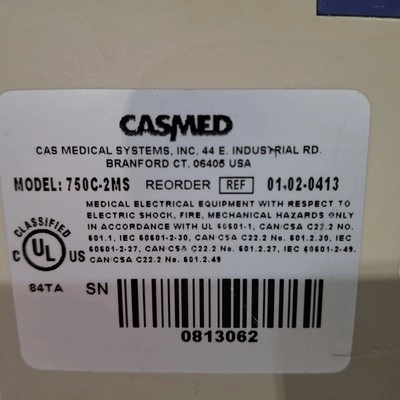 CASMED
CAS MEDICAL SYSTEMS, INC. 44 E. INDUSTRIAL RD.
BRANFORD CT. 06405 USA
MODEL: 750C-2MS REORDER REF 01-02-0413
MEDICAL ELECTRICAL EQUIPMENT WITH RESPECT TO
ELECTRIC SHOCK, FIRE, MECHANICAL HAZARDS ONLY
IN ACCORDANCE WITH UL 60601-1, CAN/CSA C22.2 NO.
601.1, IEC 60601-2-30, CAN/CSA C22.2 No. 601.2.30, IEC
60601-2-27, CAN/CSA C22.2 No. 601.2.27, IEC 60601-2-49,
CAN/CSA C22.2 No. 601.2.49
CLASSIFIED
C UL US
84TA SN
0813062